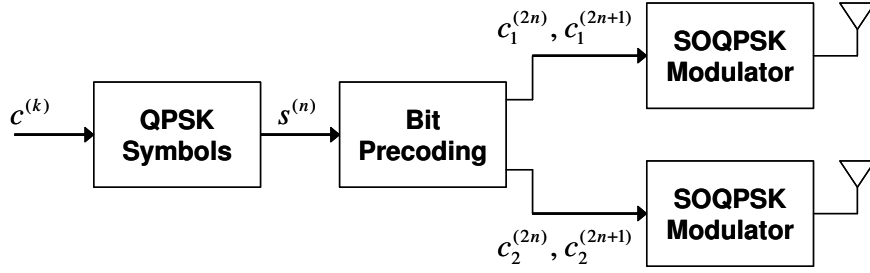 c^{(k)}
QPSK
Symbols
s^{(n)}
Bit
Precoding
c_1^{(2n)}, c_1^{(2n+1)}
SOQPSK
Modulator
c_2^{(2n)}, c_2^{(2n+1)}
SOQPSK
Modulator